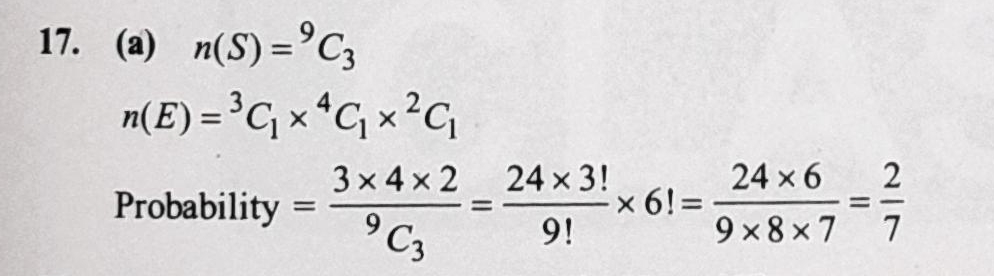 17. (a) n(S) = ⁹C₃
n(E) = ³C₁ × ⁴C₁ × ²C₁
Probability = (3 × 4 × 2)/(⁹C₃) = (24 × 3!)/(9!) × 6! = (24 × 6)/(9 × 8 × 7) = 2/7